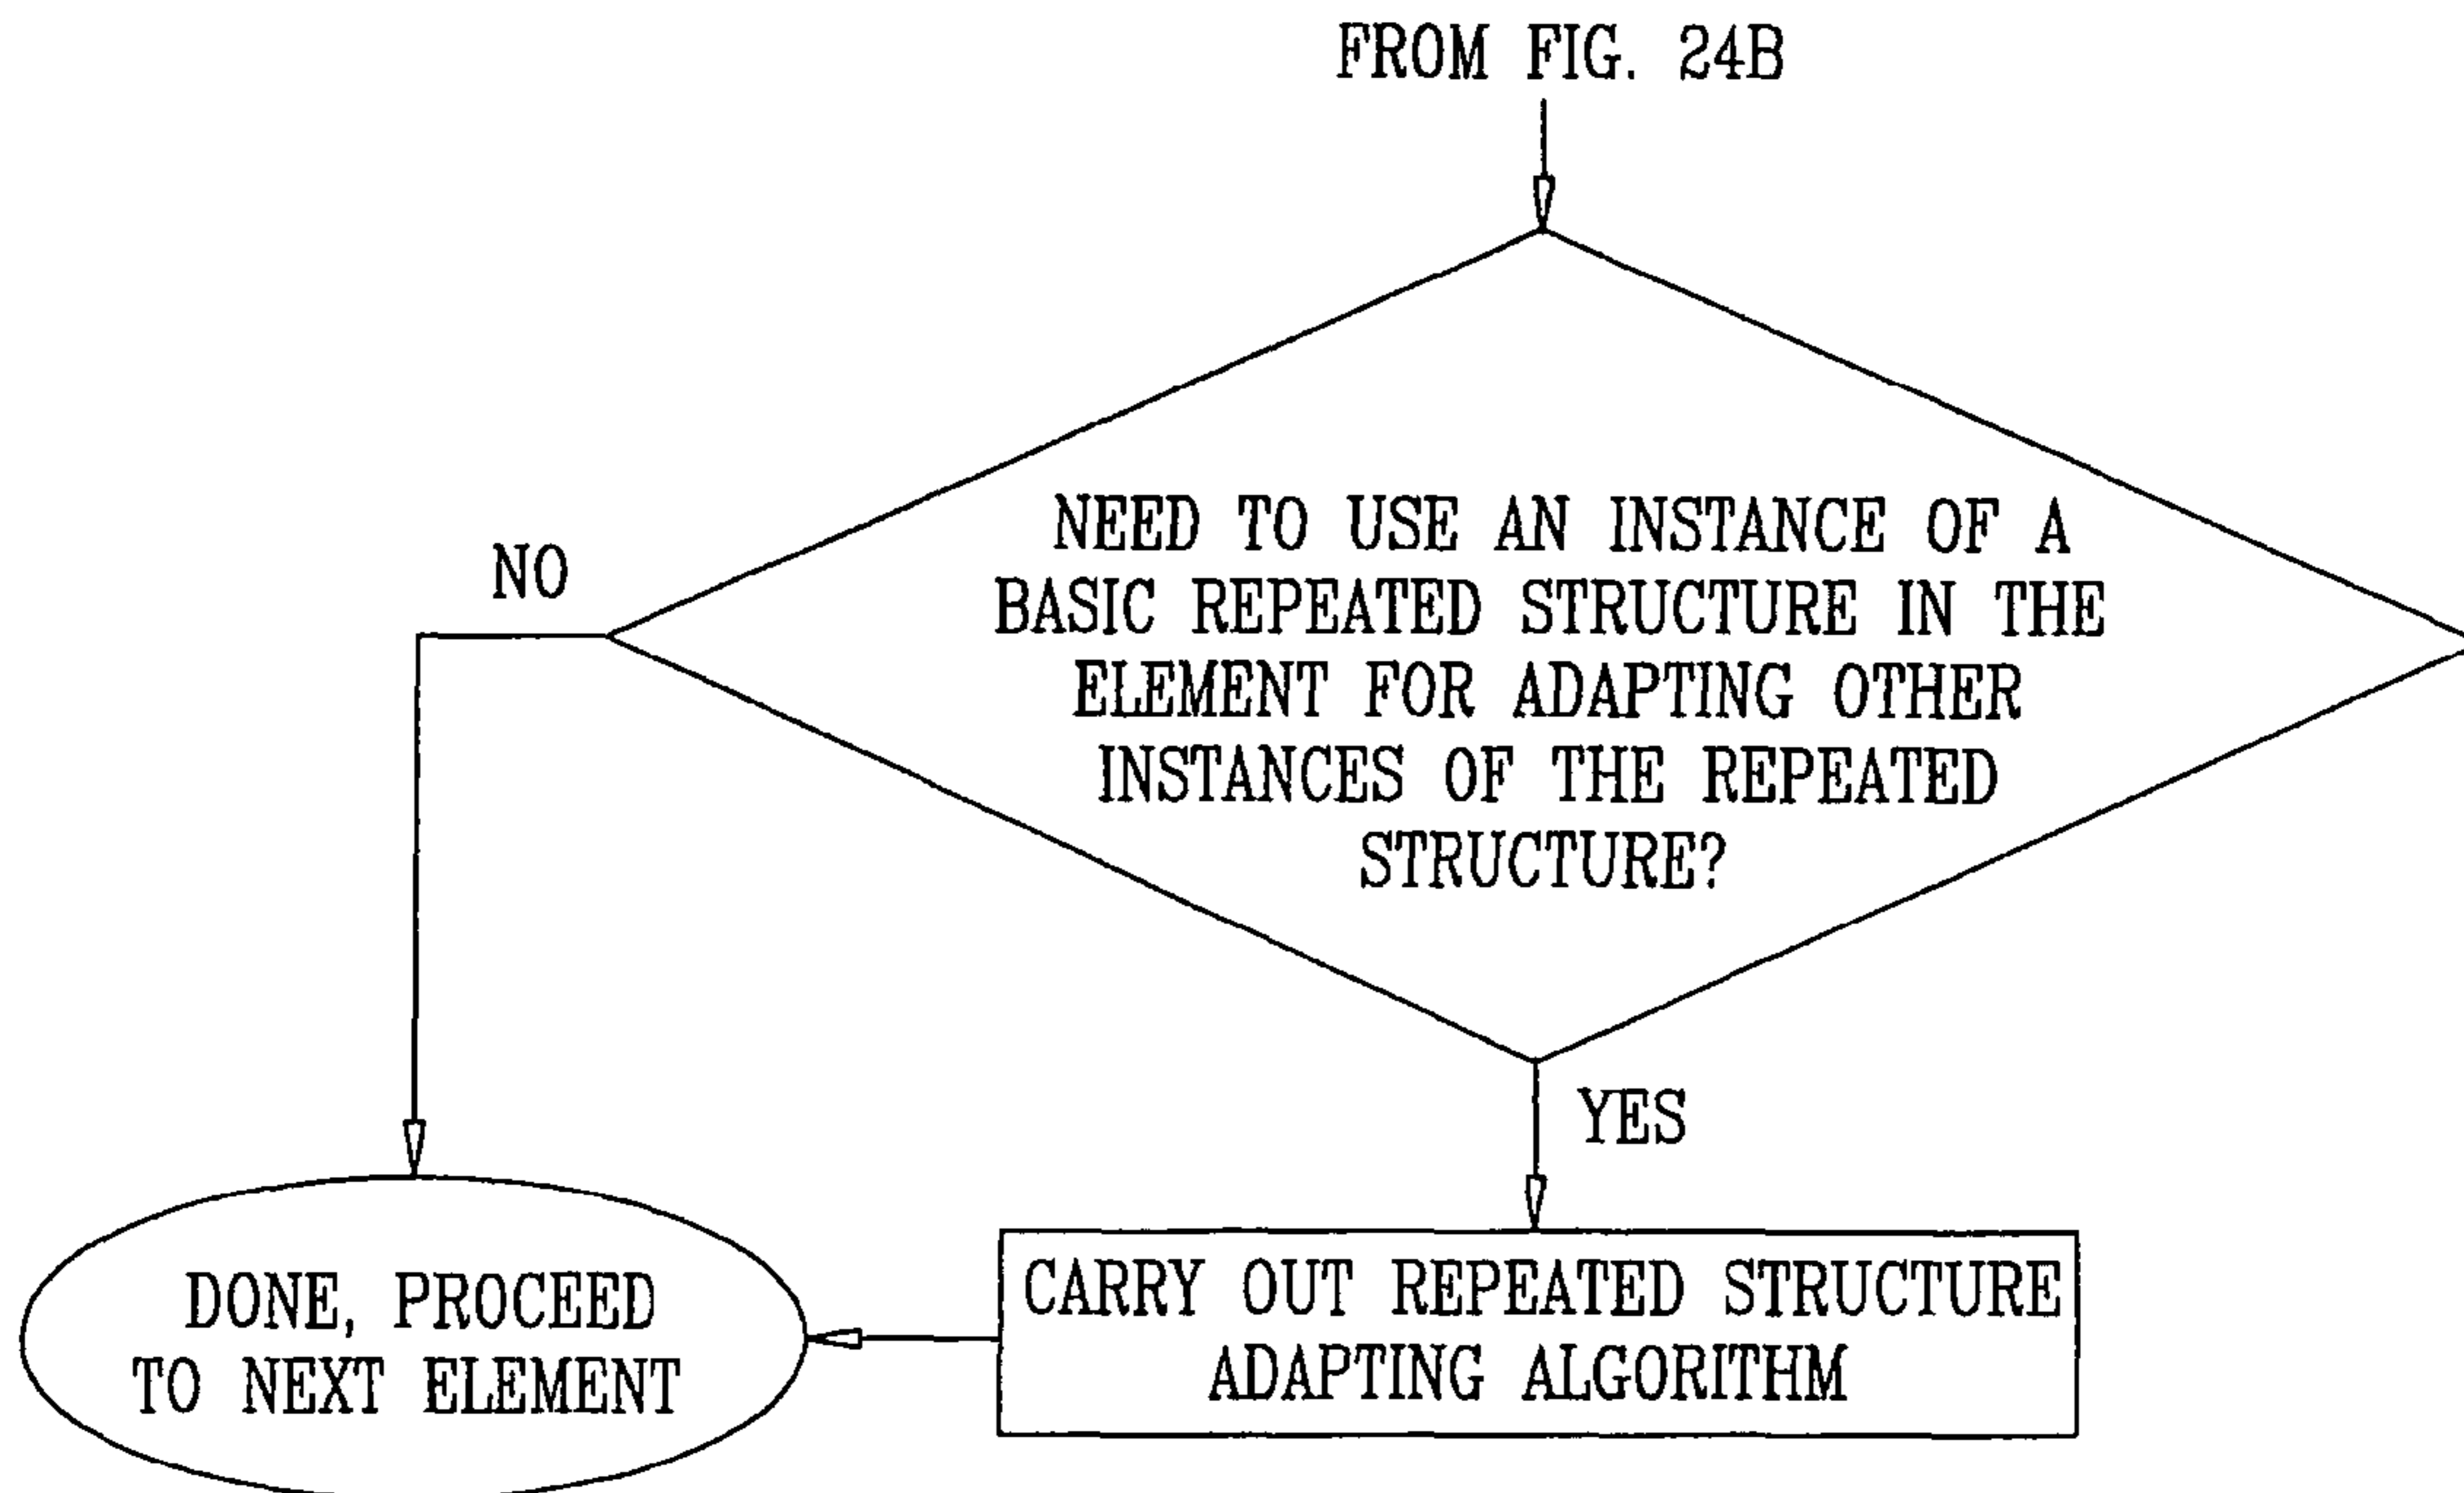 FROM FIG. 24B
NEED TO USE AN INSTANCE OF A
BASIC REPEATED STRUCTURE IN THE
ELEMENT FOR ADAPTING OTHER
INSTANCES OF THE REPEATED
STRUCTURE?
NO
YES
CARRY OUT REPEATED STRUCTURE
ADAPTING ALGORITHM
DONE, PROCEED
TO NEXT ELEMENT